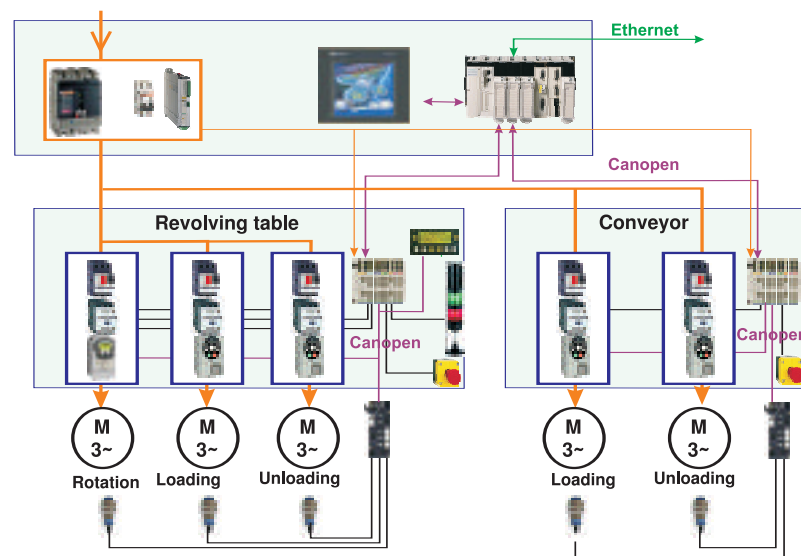 Ethernet
Canopen
Revolving table
Conveyor
Canopen
Canopen
M
3~
M
3~
M
3~
M
3~
M
3~
Rotation
Loading
Unloading
Loading
Unloading